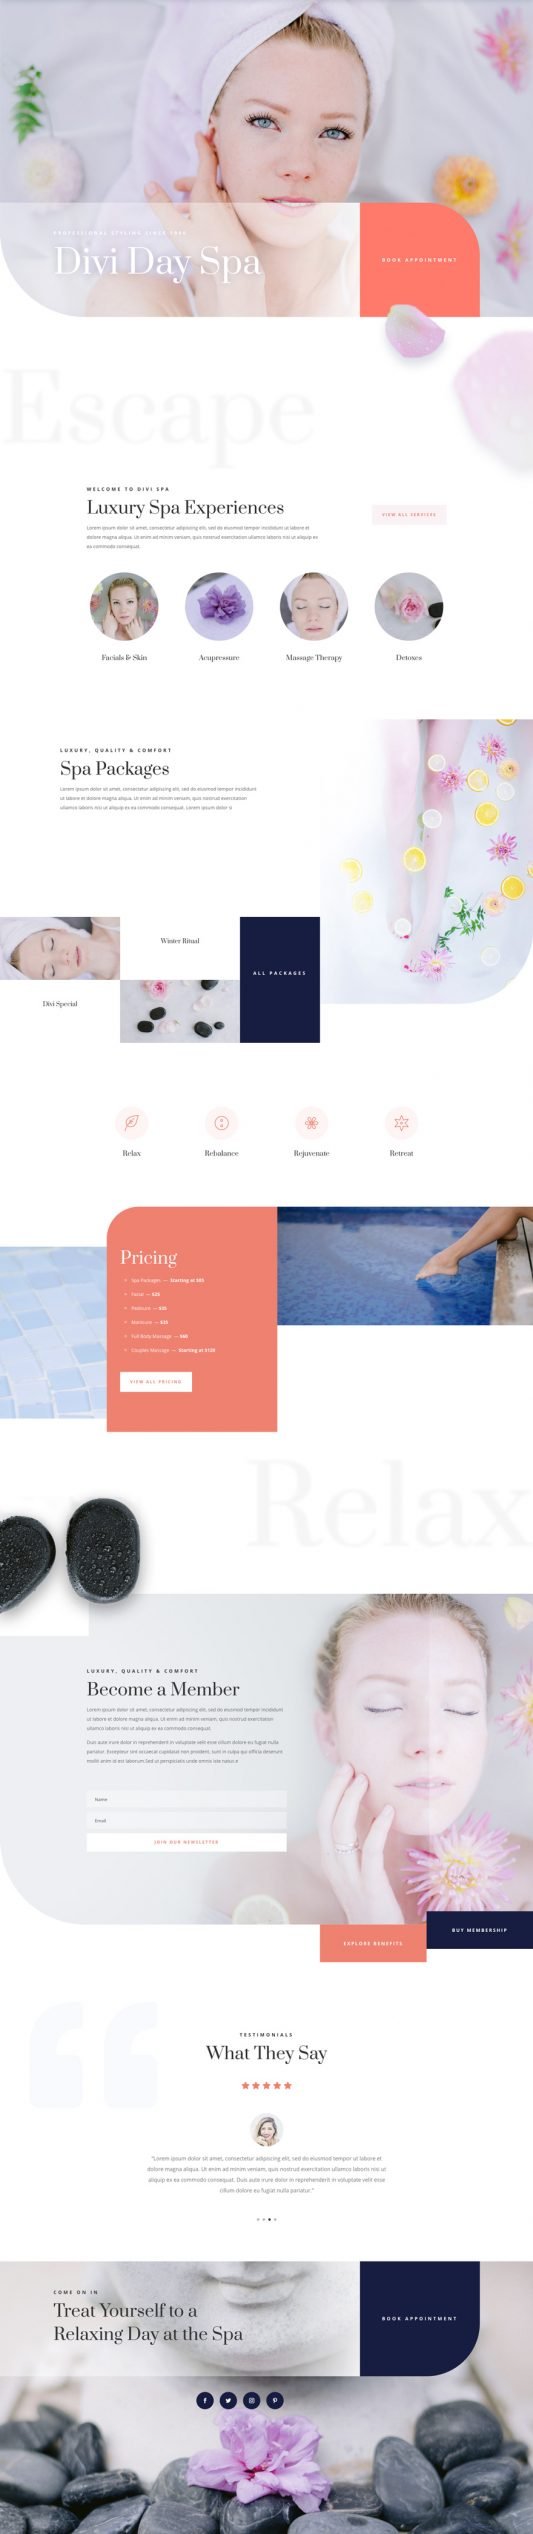 PROFESSIONAL STYLING SINCE 1986
Divi Day Spa
BOOK APPOINTMENT
Escape
WELCOME TO DIVI SPA
Luxury Spa Experiences
Lorem ipsum dolor sit amet, consectetur adipiscing elit, sed do eiusmod tempor incididunt ut labore et
dolore magna aliqua. Ut enim ad minim veniam, quis nostrud exercitation ullamco laboris nisi ut aliquip ex
ea commodo consequat.
VIEW ALL SERVICES
Facials & Skin
Acupressure
Massage Therapy
Detoxes
LUXURY, QUALITY & COMFORT
Spa Packages
Lorem ipsum dolor sit amet, consectetur adipiscing elit, sed do eiusmod tempor incididunt
ut labore et dolore magna aliqua. Ut enim ad minim veniam, quis nostrud exercitation
ullamco laboris nisi ut aliquip ex ea commodo consequat. Lorem ipsum dolor si
Winter Ritual
Divi Special
ALL PACKAGES
Relax
Rebalance
Rejuvenate
Retreat
Pricing
Spa Packages — Starting at $85
Facial — $25
Pedicure — $35
Manicure — $35
Full Body Massage — $60
Couples Massage — Starting at $120
VIEW ALL PRICING
Relax
LUXURY, QUALITY & COMFORT
Become a Member
Lorem ipsum dolor sit amet, consectetur adipiscing elit, sed do eiusmod tempor incididunt
ut labore et dolore magna aliqua. Ut enim ad minim veniam, quis nostrud exercitation
ullamco laboris nisi ut aliquip ex ea commodo consequat.
Duis aute irure dolor in reprehenderit in voluptate velit esse cillum dolore eu fugiat nulla
pariatur. Excepteur sint occaecat cupidatat non proident, sunt in culpa qui officia deserunt
mollit anim id est laborum.Sed ut perspiciatis unde omnis iste natus e
Name
Email
JOIN OUR NEWSLETTER
EXPLORE BENEFITS
BUY MEMBERSHIP
TESTIMONIALS
What They Say
"Lorem ipsum dolor sit amet, consectetur adipiscing elit, sed do eiusmod tempor ut labore et
dolore magna aliqua. Ut enim ad minim veniam, quis nostrud exercitation ullamco laboris nisi ut
aliquip ex ea commodo consequat. Duis aute irure dolor in reprehenderit in voluptate velit esse
cillum dolore eu fugiat nulla pariatur."
COME ON IN
Treat Yourself to a
Relaxing Day at the Spa
BOOK APPOINTMENT